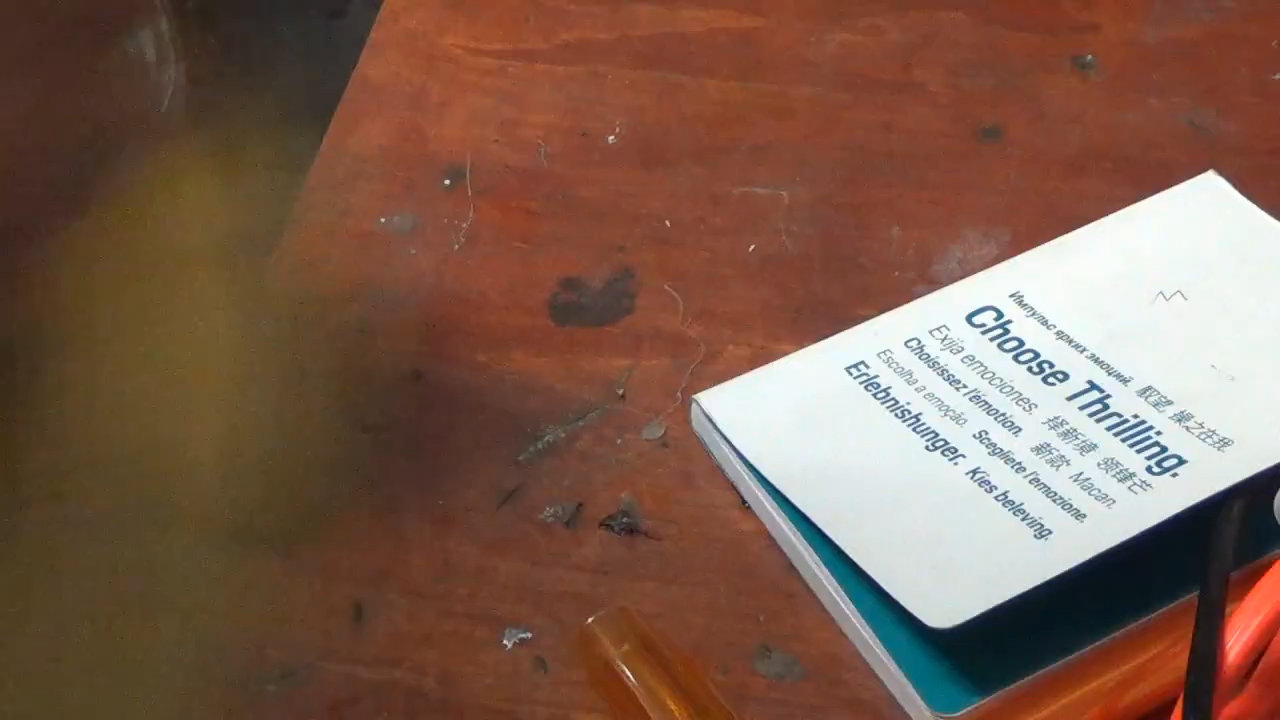 Импульс ярких эмоций. 驭望 操之在我
Choose Thrilling.
Exija emociones. 择新境 领锋芒
Choisissez l'émotion. 新款 Macan.
Escolha a emoção. Scegliete l'emozione.
Erlebnishunger. Kies beleving.